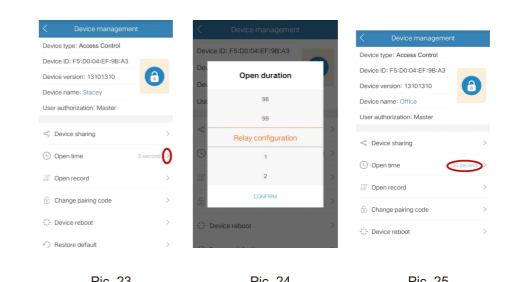 Device management
Device type: Access Control
Device ID: F5:D0:04:EF:9B:A3
Device version: 13101310
Device name: Stacey
User authorization: Master
Device sharing
Open time
Open record
Change pairing code
Device reboot
Restore default
Pic. 23
Device management
Device ID: F5:D0:04:EF:9B:A3
Open duration
98
99
Relay configuration
1
2
CONFIRM
Device reboot
Pic. 24
Device management
Device type: Access Control
Device ID: F5:D0:04:EF:9B:A3
Device version: 13101310
Device name: Office
User authorization: Master
Device sharing
Open time
Open record
Change pairing code
Device reboot
Pic. 25